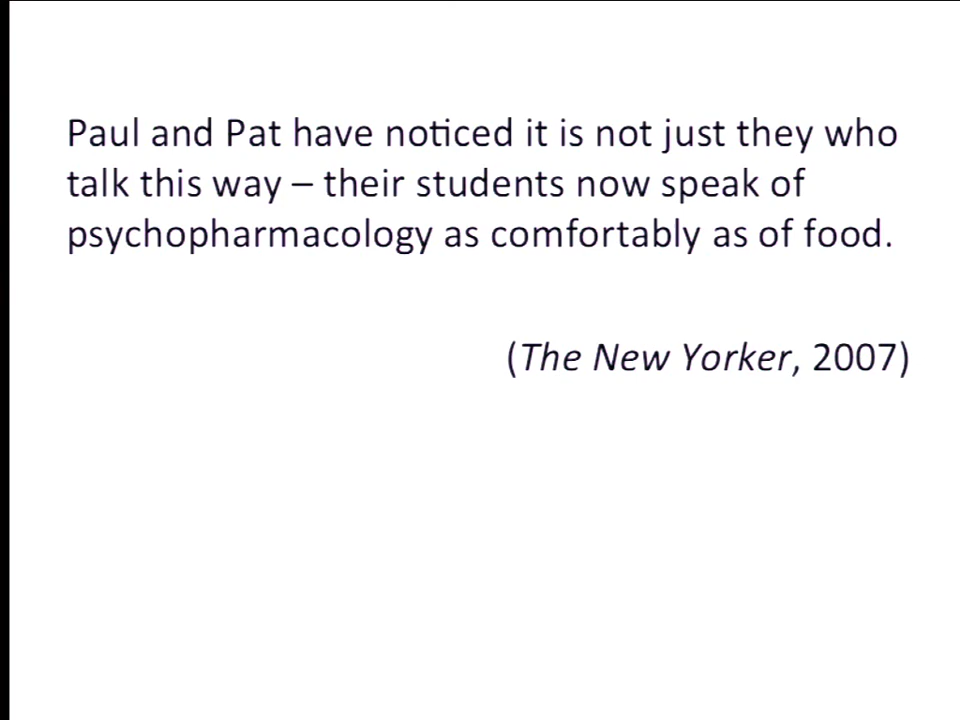 Paul and Pat have noticed it is not just they who
talk this way – their students now speak of
psychopharmacology as comfortably as of food.
(The New Yorker, 2007)